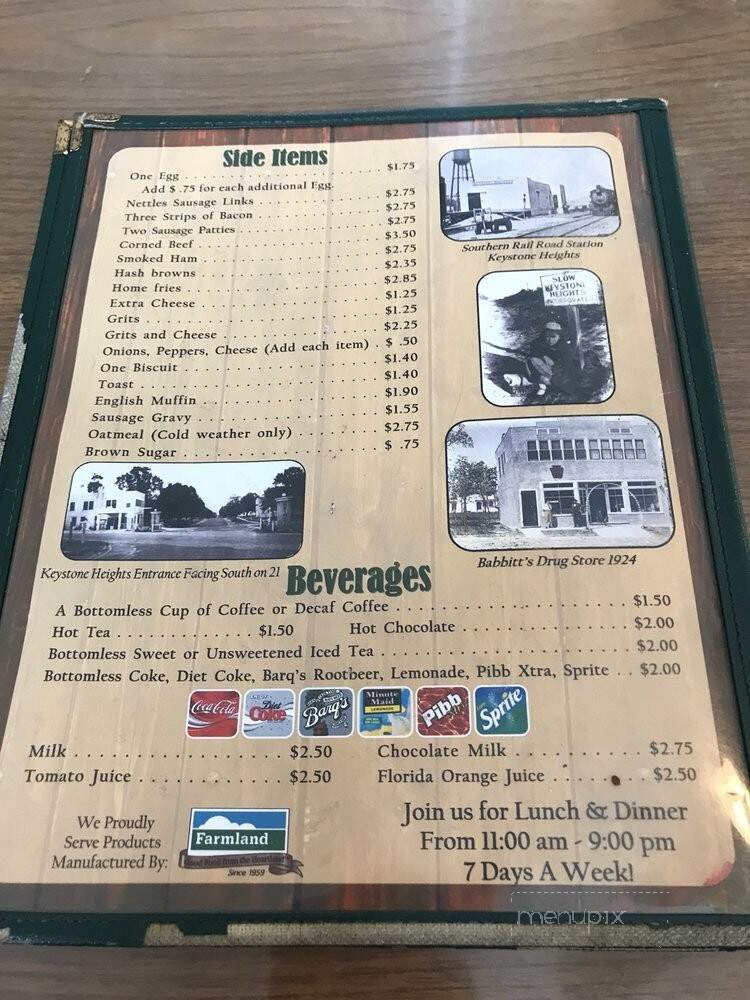 Side Items
One Egg . . . . . . . . . . . . . . . . . . . . $1.75
Add $ .75 for each additional Egg.
Nettles Sausage Links . . . . . . . . . . . . $2.75
Three Strips of Bacon . . . . . . . . . . . . $2.75
Two Sausage Patties . . . . . . . . . . . . . $2.75
Corned Beef . . . . . . . . . . . . . . . . . . $3.50
Smoked Ham . . . . . . . . . . . . . . . . . $2.75
Hash browns . . . . . . . . . . . . . . . . . $2.35
Home fries . . . . . . . . . . . . . . . . . . $2.85
Extra Cheese . . . . . . . . . . . . . . . . . $1.25
Grits . . . . . . . . . . . . . . . . . . . . . . $1.25
Grits and Cheese . . . . . . . . . . . . . . . $2.25
Onions, Peppers, Cheese (Add each item) . $ .50
One Biscuit . . . . . . . . . . . . . . . . . . $1.40
Toast . . . . . . . . . . . . . . . . . . . . . . $1.40
English Muffin . . . . . . . . . . . . . . . . $1.90
Sausage Gravy . . . . . . . . . . . . . . . . $1.55
Oatmeal (Cold weather only) . . . . . . . . $2.75
Brown Sugar . . . . . . . . . . . . . . . . . $ .75
Southern Rail Road Station
Keystone Heights
SLOW
KEYSTONE
HEIGHTS
INCORPORATE
Babbitt's Drug Store 1924
Keystone Heights Entrance Facing South on 21
Beverages
A Bottomless Cup of Coffee or Decaf Coffee . . . . . . . . . . . . . . . . . . $1.50
Hot Tea . . . . . . . . . . . . $1.50 Hot Chocolate . . . . . . . . . . . . . $2.00
Bottomless Sweet or Unsweetened Iced Tea . . . . . . . . . . . . . . . . . . . $2.00
Bottomless Coke, Diet Coke, Barq's Rootbeer, Lemonade, Pibb Xtra, Sprite . . $2.00
Coca-Cola
Diet Coke
Barq's
Minute Maid
LEMONADE
Pibb
Sprite
Milk . . . . . . . . . . . . . . . . $2.50 Chocolate Milk . . . . . . . . . . $2.75
Tomato Juice . . . . . . . . . . $2.50 Florida Orange Juice . . . . . . . $2.50
We Proudly
Serve Products
Manufactured By:
Farmland
Good Food from the Heartland
Since 1959
Join us for Lunch & Dinner
From 11:00 am - 9:00 pm
7 Days A Week!
menupix